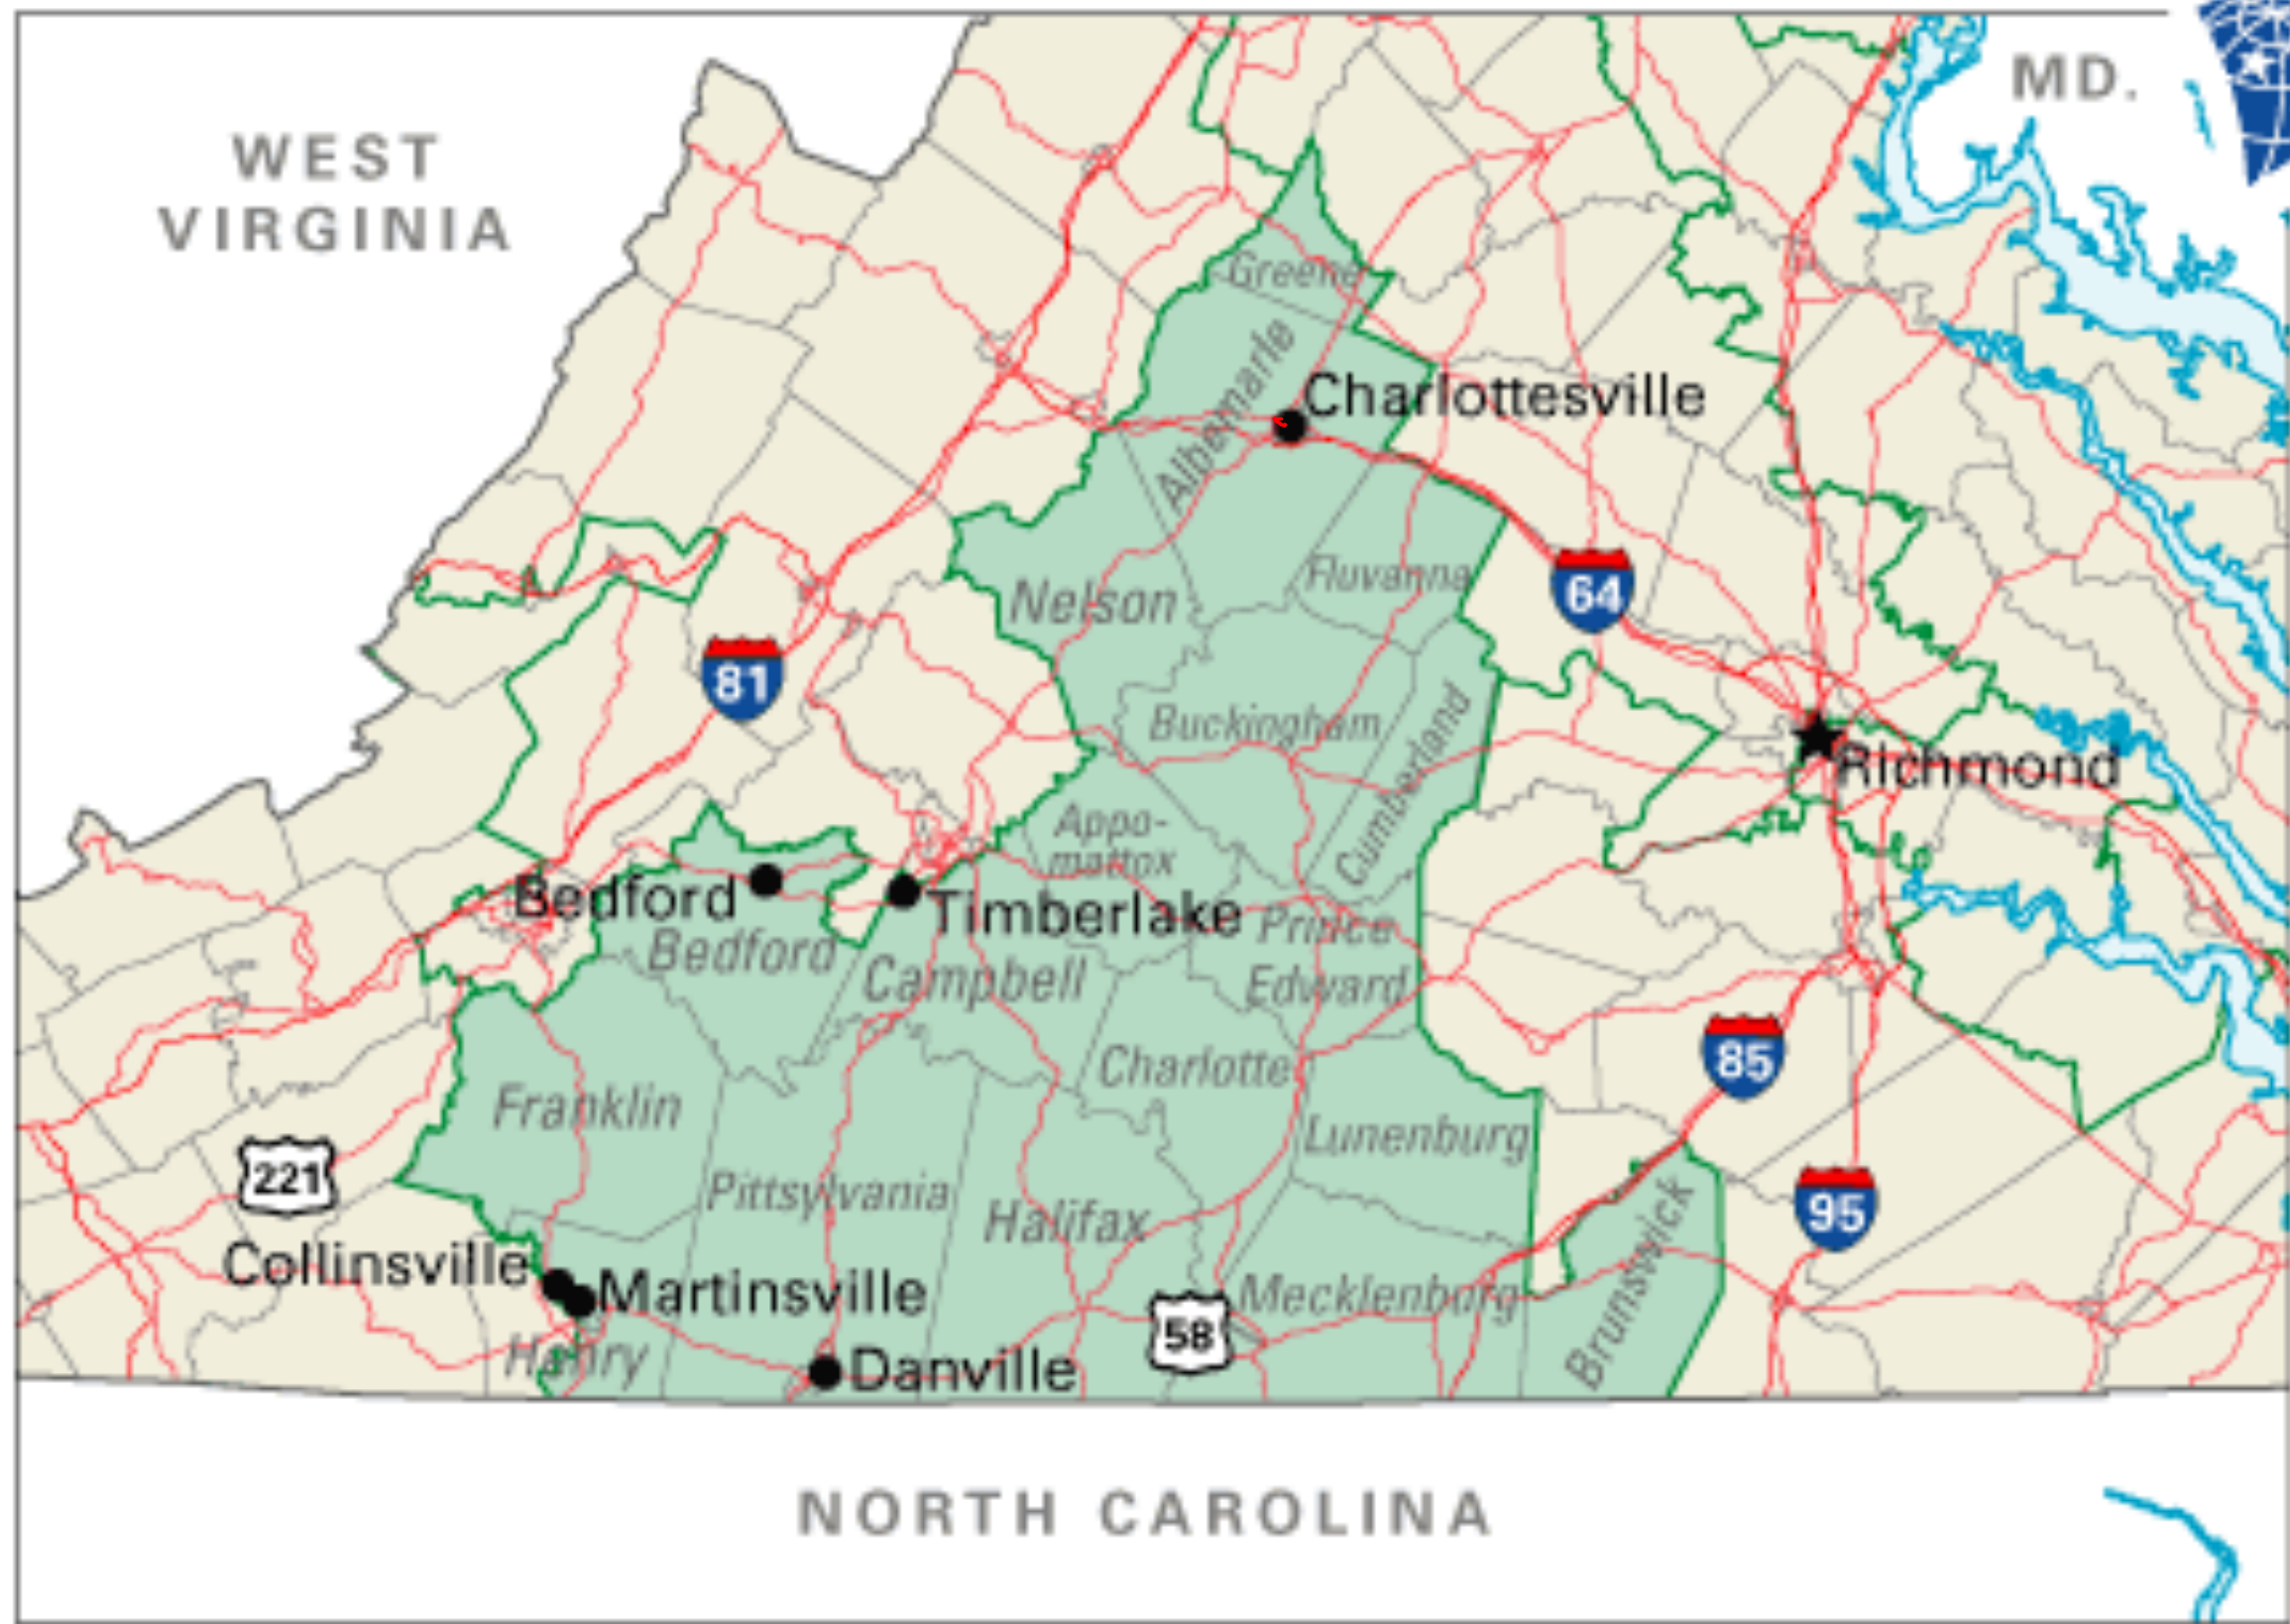 MD.
WEST
VIRGINIA
Greene
Albemarle
Charlottesville
Nelson
Fluvanna
64
81
Buckingham
Cumberland
Richmond
Appo-
mattox
Bedford
Timberlake
Prince
Edward
Bedford
Campbell
85
Charlotte
Franklin
Lunenburg
221
Pittsylvania
Halifax
95
Brunswick
Collinsville
Martinsville
Mecklenburg
58
Henry
Danville
NORTH CAROLINA